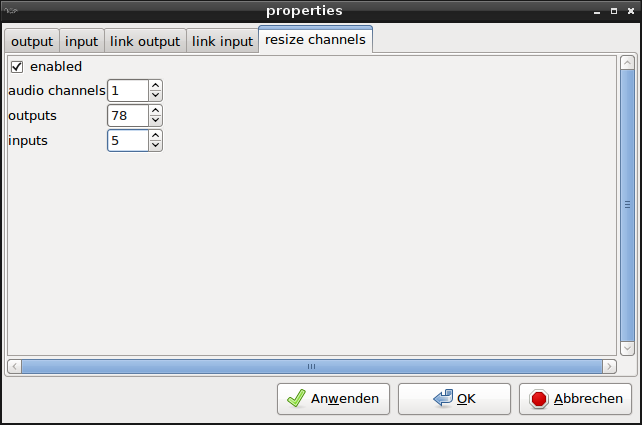 properties
output input link output link input resize channels
enabled
audio channels 1
outputs 78
inputs 5
Anwenden OK Abbrechen